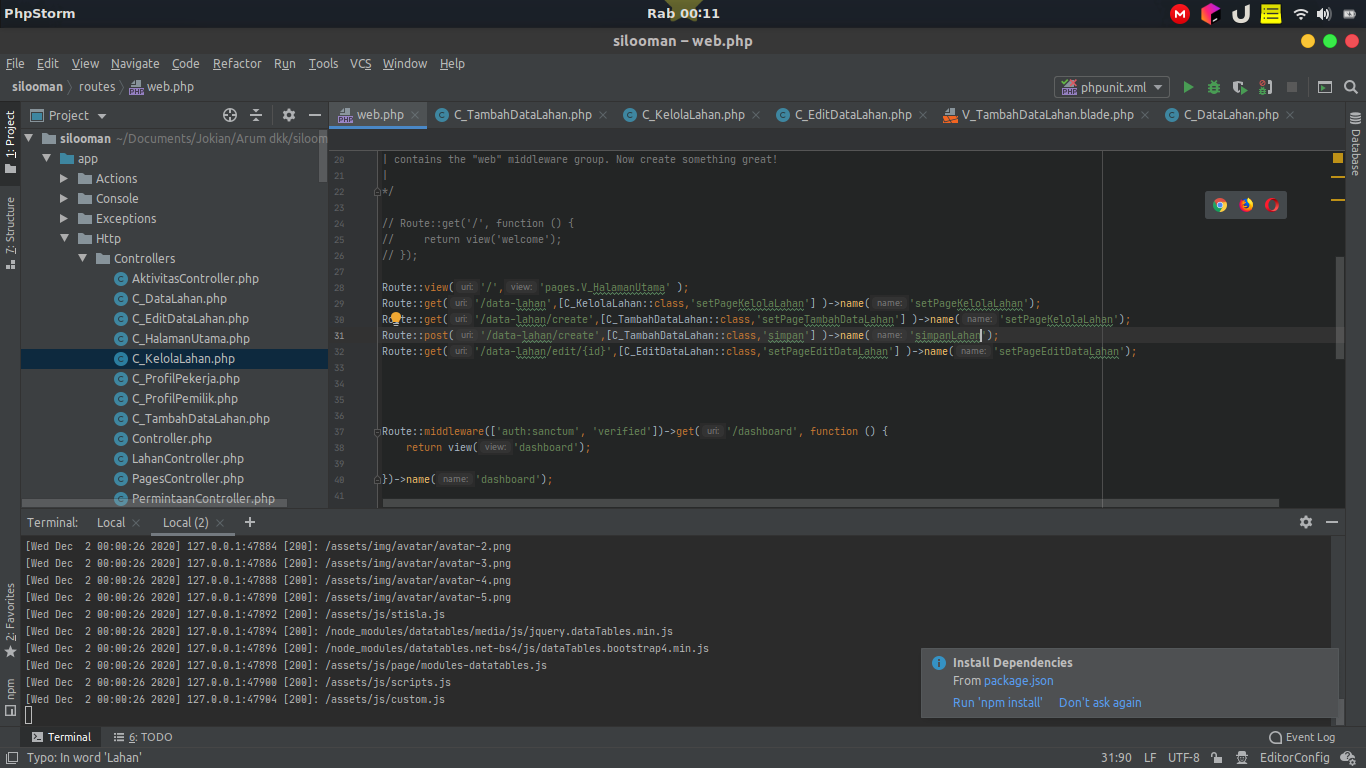 PhpStorm
Rab 00:11
silooman – web.php
File Edit View Navigate Code Refactor Run Tools VCS Window Help
silooman routes web.php
phpunit.xml
Project
web.php C_TambahDataLahan.php C_KelolaLahan.php C_EditDataLahan.php V_TambahDataLahan.blade.php C_DataLahan.php
1: Project
7: Structure
2: Favorites
npm
Database
silooman ~/Documents/Jokian/Arum dkk/siloom
app
Actions
Console
Exceptions
Http
Controllers
AktivitasController.php
C_DataLahan.php
C_EditDataLahan.php
C_HalamanUtama.php
C_KelolaLahan.php
C_ProfilPekerja.php
C_ProfilPemilik.php
C_TambahDataLahan.php
Controller.php
LahanController.php
PagesController.php
PermintaanController.php
20 | contains the "web" middleware group. Now create something great!
21 |
22 */
23
24 // Route::get('/', function () {
25 //     return view('welcome');
26 // });
27
28 Route::view( uri: '/', view: 'pages.V_HalamanUtama' );
29 Route::get( uri: '/data-lahan',[C_KelolaLahan::class,'setPageKelolaLahan'] )->name( name: 'setPageKelolaLahan');
30 Route::get( uri: '/data-lahan/create',[C_TambahDataLahan::class,'setPageTambahDataLahan'] )->name( name: 'setPageKelolaLahan');
31 Route::post( uri: '/data-lahan/create',[C_TambahDataLahan::class,'simpan'] )->name( name: 'simpanLahan');
32 Route::get( uri: '/data-lahan/edit/{id}',[C_EditDataLahan::class,'setPageEditDataLahan'] )->name( name: 'setPageEditDataLahan');
33
34
35
36
37 Route::middleware(['auth:sanctum', 'verified'])->get( uri: '/dashboard', function () {
38     return view( view: 'dashboard');
39
40 })->name( name: 'dashboard');
41
Terminal: Local Local (2)
[Wed Dec  2 00:00:26 2020] 127.0.0.1:47884 [200]: /assets/img/avatar/avatar-2.png
[Wed Dec  2 00:00:26 2020] 127.0.0.1:47886 [200]: /assets/img/avatar/avatar-3.png
[Wed Dec  2 00:00:26 2020] 127.0.0.1:47888 [200]: /assets/img/avatar/avatar-4.png
[Wed Dec  2 00:00:26 2020] 127.0.0.1:47890 [200]: /assets/img/avatar/avatar-5.png
[Wed Dec  2 00:00:26 2020] 127.0.0.1:47892 [200]: /assets/js/stisla.js
[Wed Dec  2 00:00:26 2020] 127.0.0.1:47894 [200]: /node_modules/datatables/media/js/jquery.dataTables.min.js
[Wed Dec  2 00:00:26 2020] 127.0.0.1:47896 [200]: /node_modules/datatables.net-bs4/js/dataTables.bootstrap4.min.js
[Wed Dec  2 00:00:26 2020] 127.0.0.1:47898 [200]: /assets/js/page/modules-datatables.js
[Wed Dec  2 00:00:26 2020] 127.0.0.1:47900 [200]: /assets/js/scripts.js
[Wed Dec  2 00:00:26 2020] 127.0.0.1:47904 [200]: /assets/js/custom.js
Install Dependencies
From package.json
Run 'npm install' Don't ask again
Terminal 6: TODO Event Log
Typo: In word 'Lahan' 31:90 LF UTF-8 EditorConfig